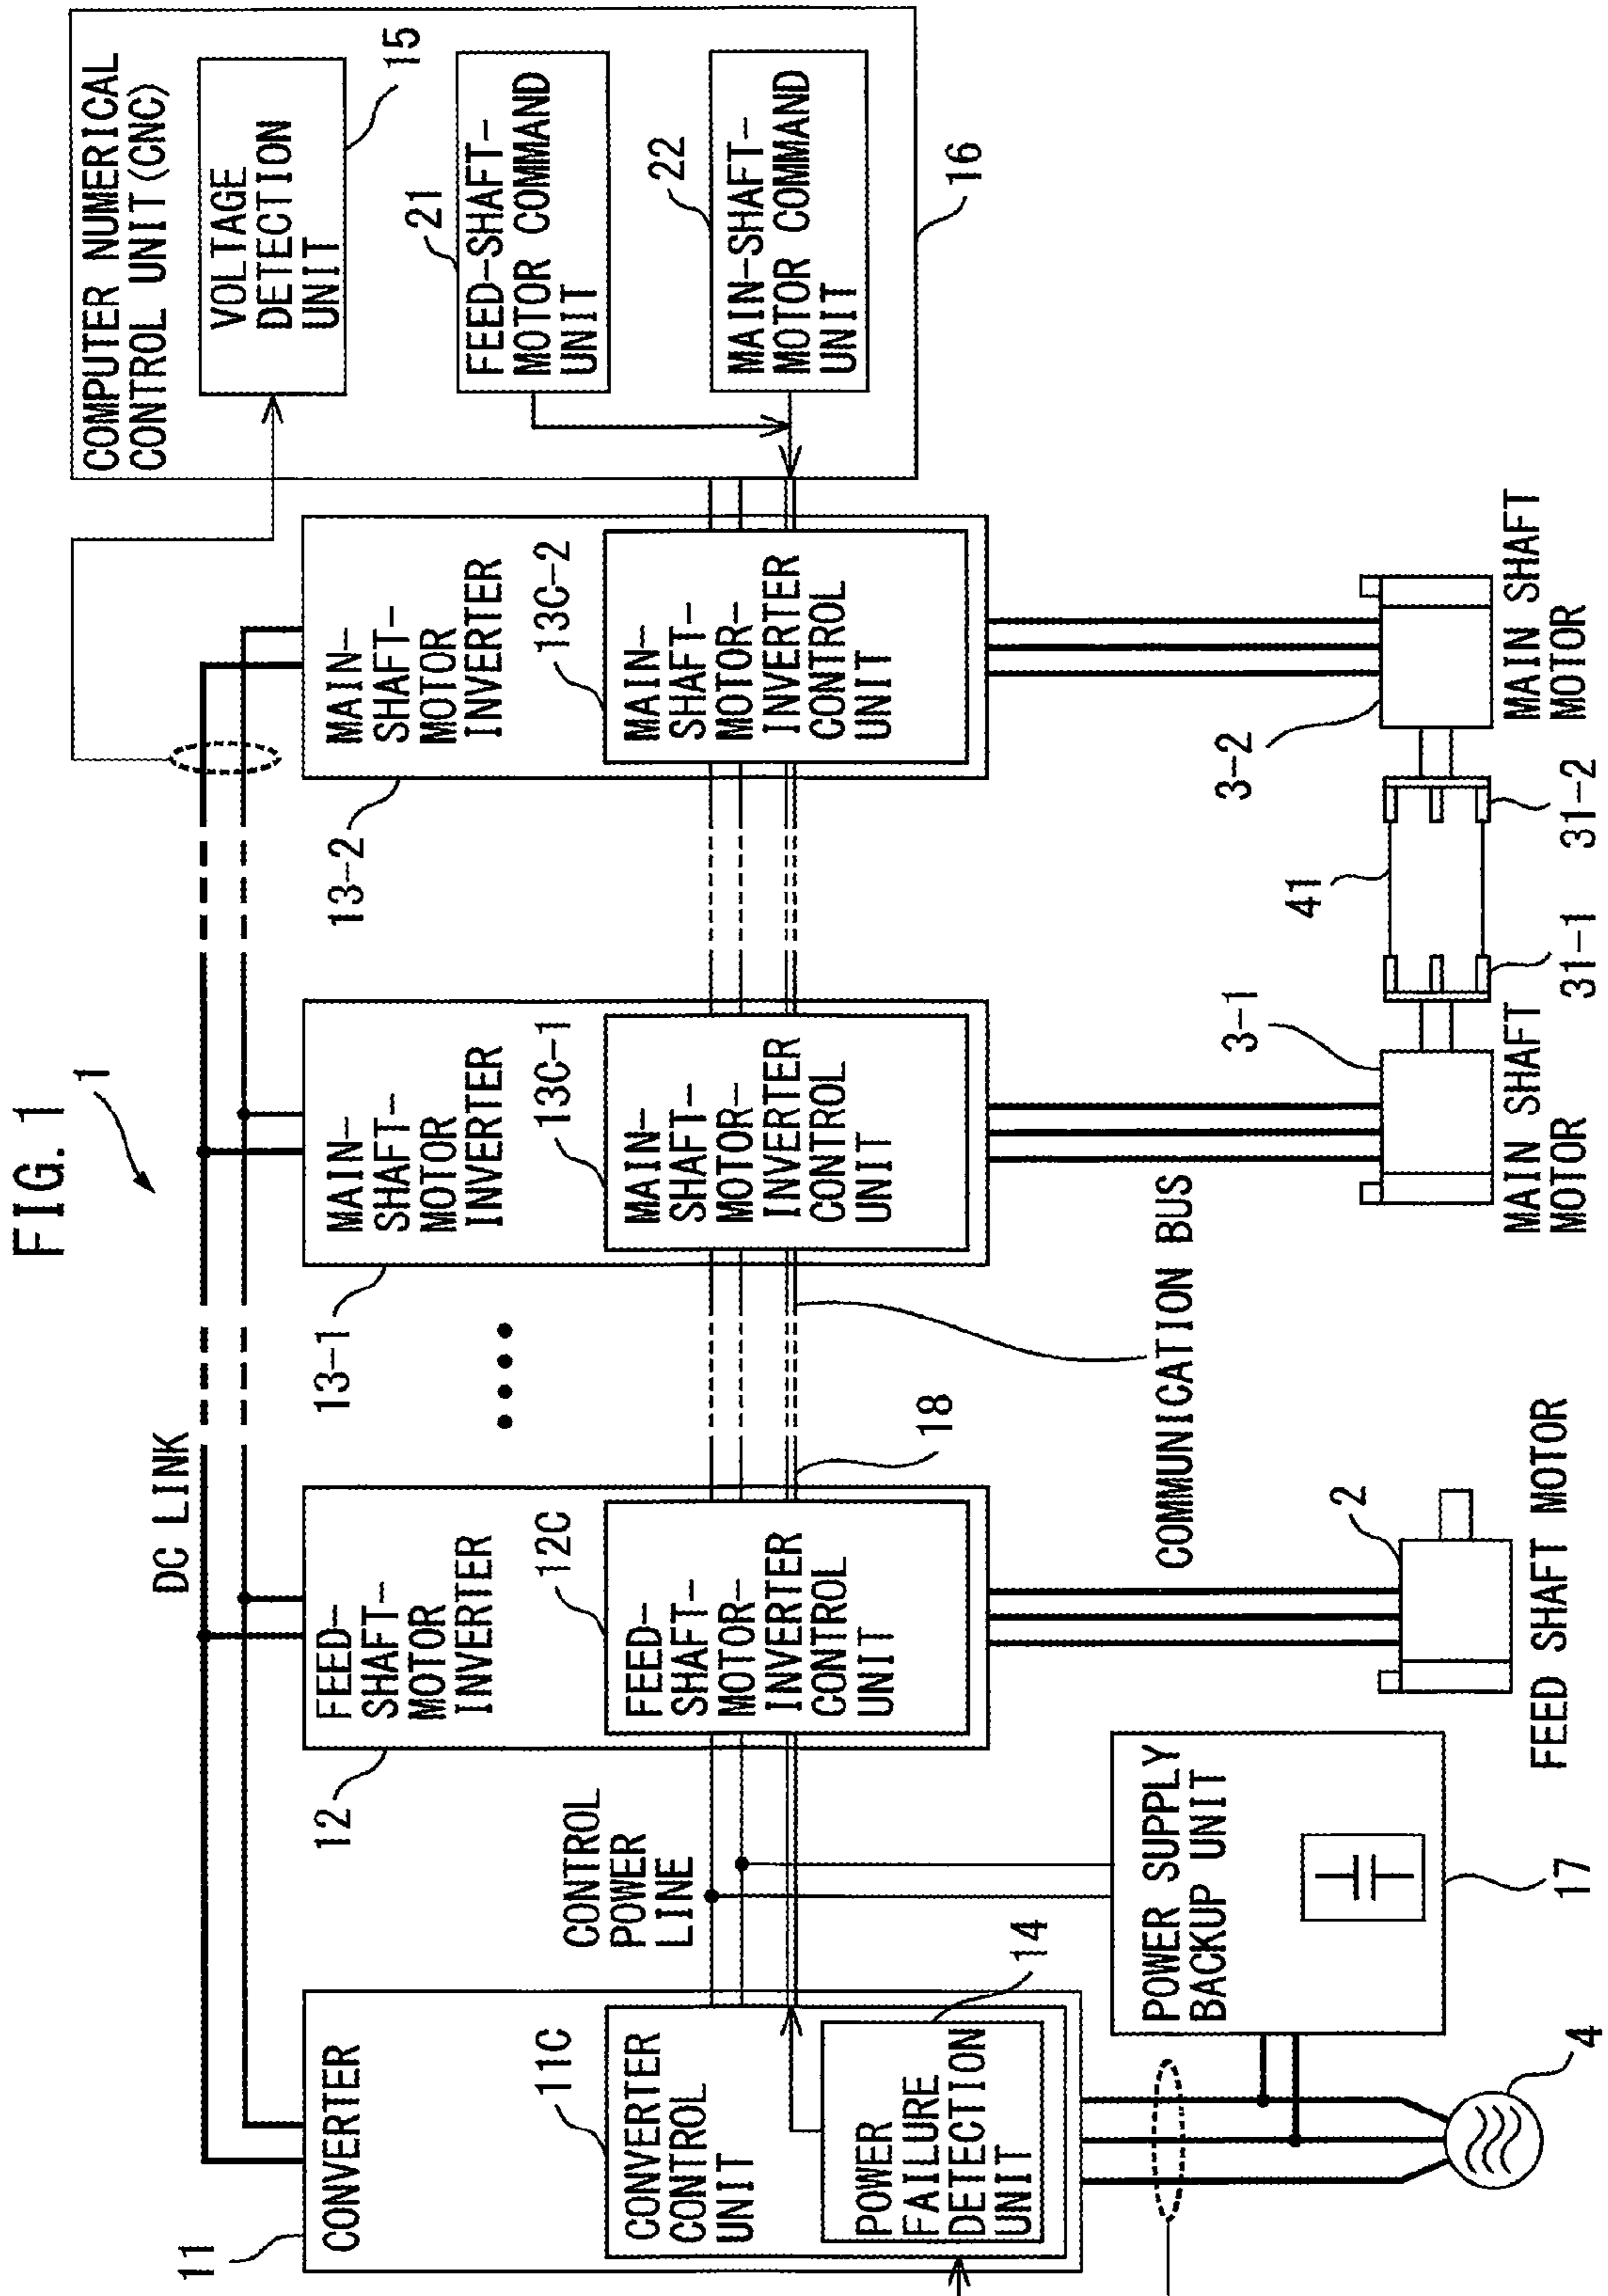 FIG. 1
1
DC LINK
11
CONVERTER
11C
CONVERTER
CONTROL
UNIT
POWER
FAILURE
DETECTION
UNIT
14
CONTROL
POWER
LINE
12
FEED-
SHAFT-
MOTOR
INVERTER
12C
FEED-
SHAFT-
MOTOR-
INVERTER
CONTROL
UNIT
18
13-1
MAIN-
SHAFT-
MOTOR
INVERTER
13C-1
MAIN-
SHAFT-
MOTOR-
INVERTER
CONTROL
UNIT
13-2
MAIN-
SHAFT-
MOTOR
INVERTER
13C-2
MAIN-
SHAFT-
MOTOR-
INVERTER
CONTROL
UNIT
COMPUTER NUMERICAL
CONTROL UNIT (CNC)
VOLTAGE
DETECTION
UNIT
15
21
FEED-SHAFT-
MOTOR COMMAND
UNIT
22
MAIN-SHAFT-
MOTOR COMMAND
UNIT
16
COMMUNICATION BUS
POWER SUPPLY
BACKUP UNIT
17
4
2
FEED SHAFT MOTOR
3-1
MAIN SHAFT
MOTOR
31-1
41
31-2
3-2
MAIN SHAFT
MOTOR